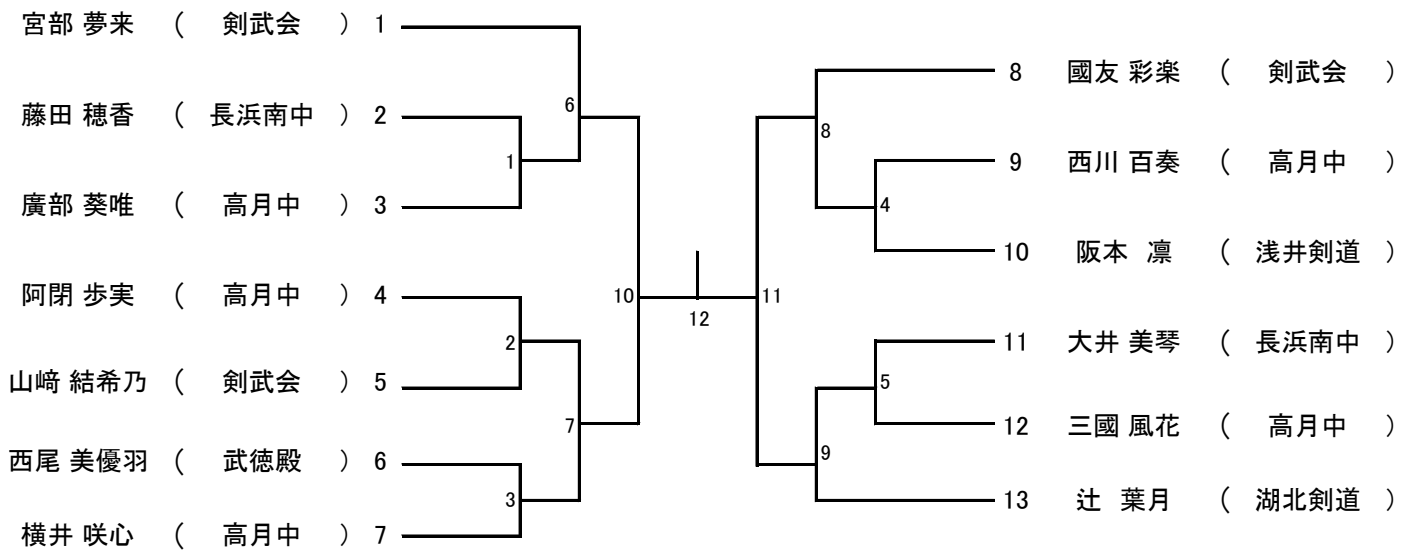 宮部 夢来 ( 剣武会 ) 1
藤田 穂香 ( 長浜南中 ) 2
廣部 葵唯 ( 高月中 ) 3
阿閉 歩実 ( 高月中 ) 4
山﨑 結希乃 ( 剣武会 ) 5
西尾 美優羽 ( 武徳殿 ) 6
横井 咲心 ( 高月中 ) 7
6
1
2
7
3
10
12
11
8
4
5
9
8 國友 彩楽 ( 剣武会 )
9 西川 百奏 ( 高月中 )
10 阪本 凛 ( 浅井剣道 )
11 大井 美琴 ( 長浜南中 )
12 三國 風花 ( 高月中 )
13 辻 葉月 ( 湖北剣道 )